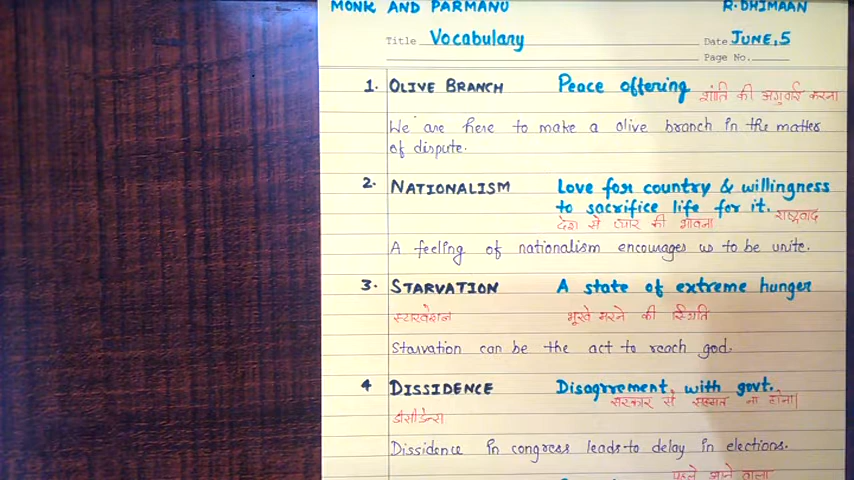 MONK AND PARMANU R. DHIMAAN
Title Vocabulary Date JUNE, 5
Page No.
1. OLIVE BRANCH Peace offering शांति की अगुवाई करना
We are here to make a olive branch in the matter
of dispute.
2. NATIONALISM Love for country & willingness
to sacrifice life for it. राष्ट्रवाद
देश से प्यार की भावना
A feeling of nationalism encourages us to be unite.
3. STARVATION A state of extreme hunger
स्टारवेशन भूखे मरने की स्थिति
Starvation can be the act to reach god.
4 DISSIDENCE Disagrrement with govt.
सरकार से सहमत ना होना।
डीसीडेन्स
Dissidence in congress leads to delay in elections.
पहले आने वाला